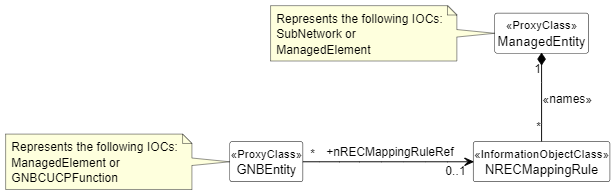 Represents the following IOCs:
SubNetwork or
ManagedElement
«ProxyClass»
ManagedEntity
1
«names»
*
Represents the following IOCs:
ManagedElement or
GNBCUCPFunction
«ProxyClass»
GNBEntity
* +nRECMappingRuleRef
0..1
«InformationObjectClass»
NRECMappingRule